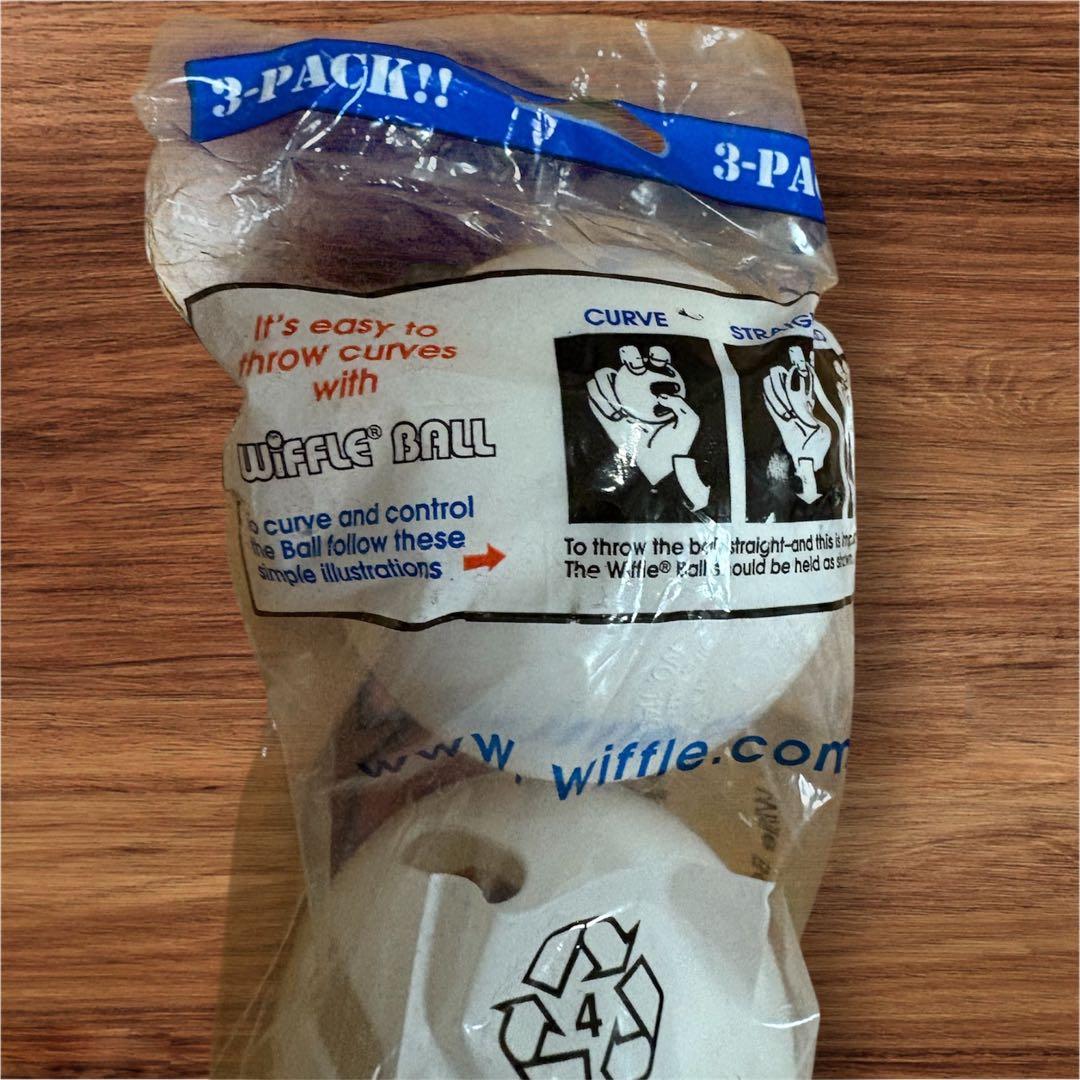 3-PACK!!
3-PA
It's easy to
throw curves
with
WIFFLE® BALL
curve and control
the Ball follow these
simple illustrations
CURVE
To throw the ball straight-and this is
The Wiffle® Ball should be held as
www.wiffle.com
4